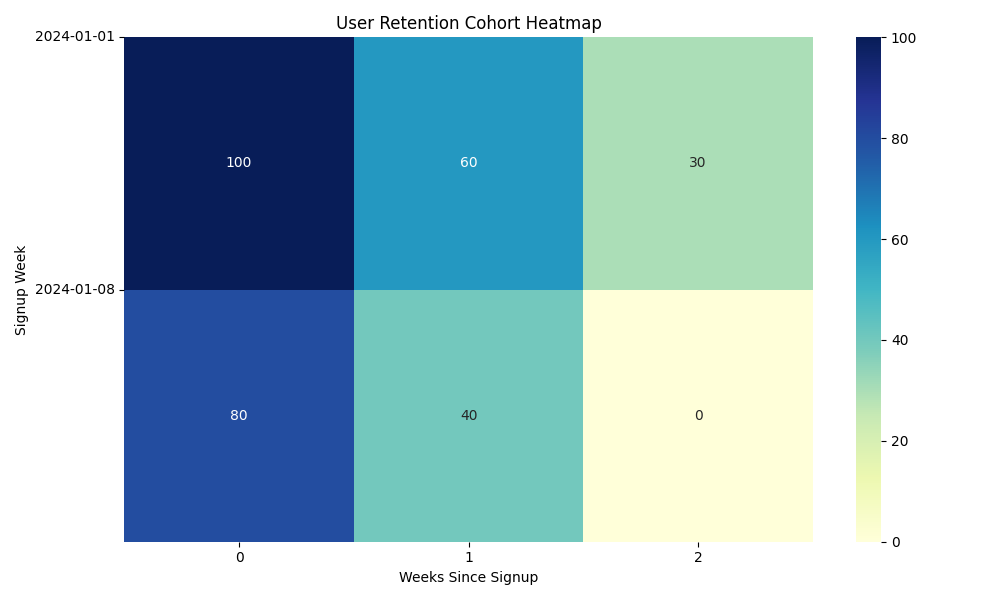 User Retention Cohort Heatmap
2024-01-01
100 60 30
Signup Week
2024-01-08
80 40 0
0 1 2
Weeks Since Signup
100
80
60
40
20
0